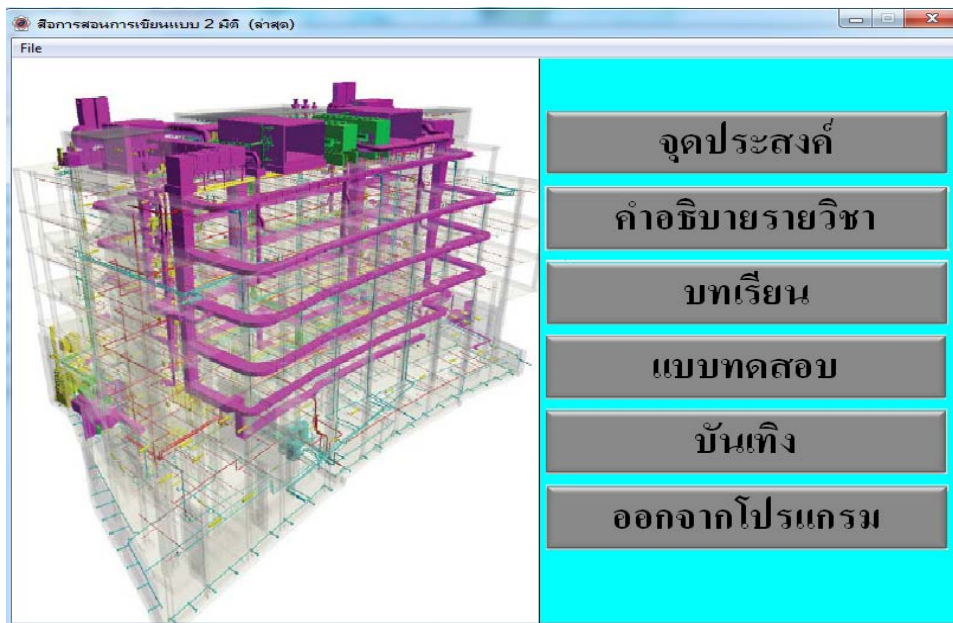 สื่อการสอนการเขียนแบบ 2 มิติ (ล่าสุด)
File
จุดประสงค์
คำอธิบายรายวิชา
บทเรียน
แบบทดสอบ
บันเทิง
ออกจากโปรแกรม